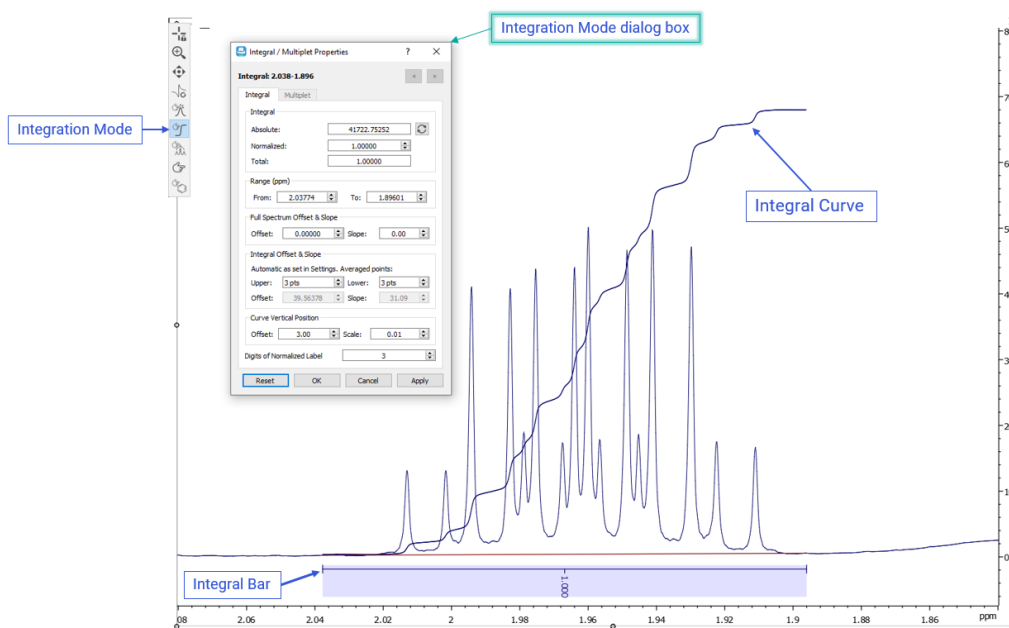 Integration Mode dialog box
Integral / Multiplet Properties ? ×
Integral: 2.038-1.896
Integral Multiplet
Integral
Absolute: 41722.75252
Normalized: 1.00000
Total: 1.00000
Range (ppm)
From: 2.03774 To: 1.89601
Full Spectrum Offset & Slope
Offset: 0.00000 Slope: 0.00
Integral Offset & Slope
Automatic as set in Settings. Averaged points:
Upper: 3 pts Lower: 3 pts
Offset: 39.56378 Slope: 31.09
Curve Vertical Position
Offset: 3.00 Scale: 0.01
Digits of Normalized Label 3
Reset OK Cancel Apply
Integration Mode
Integral Curve
Integral Bar
1.000
8
7
6
5
4
3
2
1
0
08 2.06 2.04 2.02 2 1.98 1.96 1.94 1.92 1.90 1.88 1.86 ppm